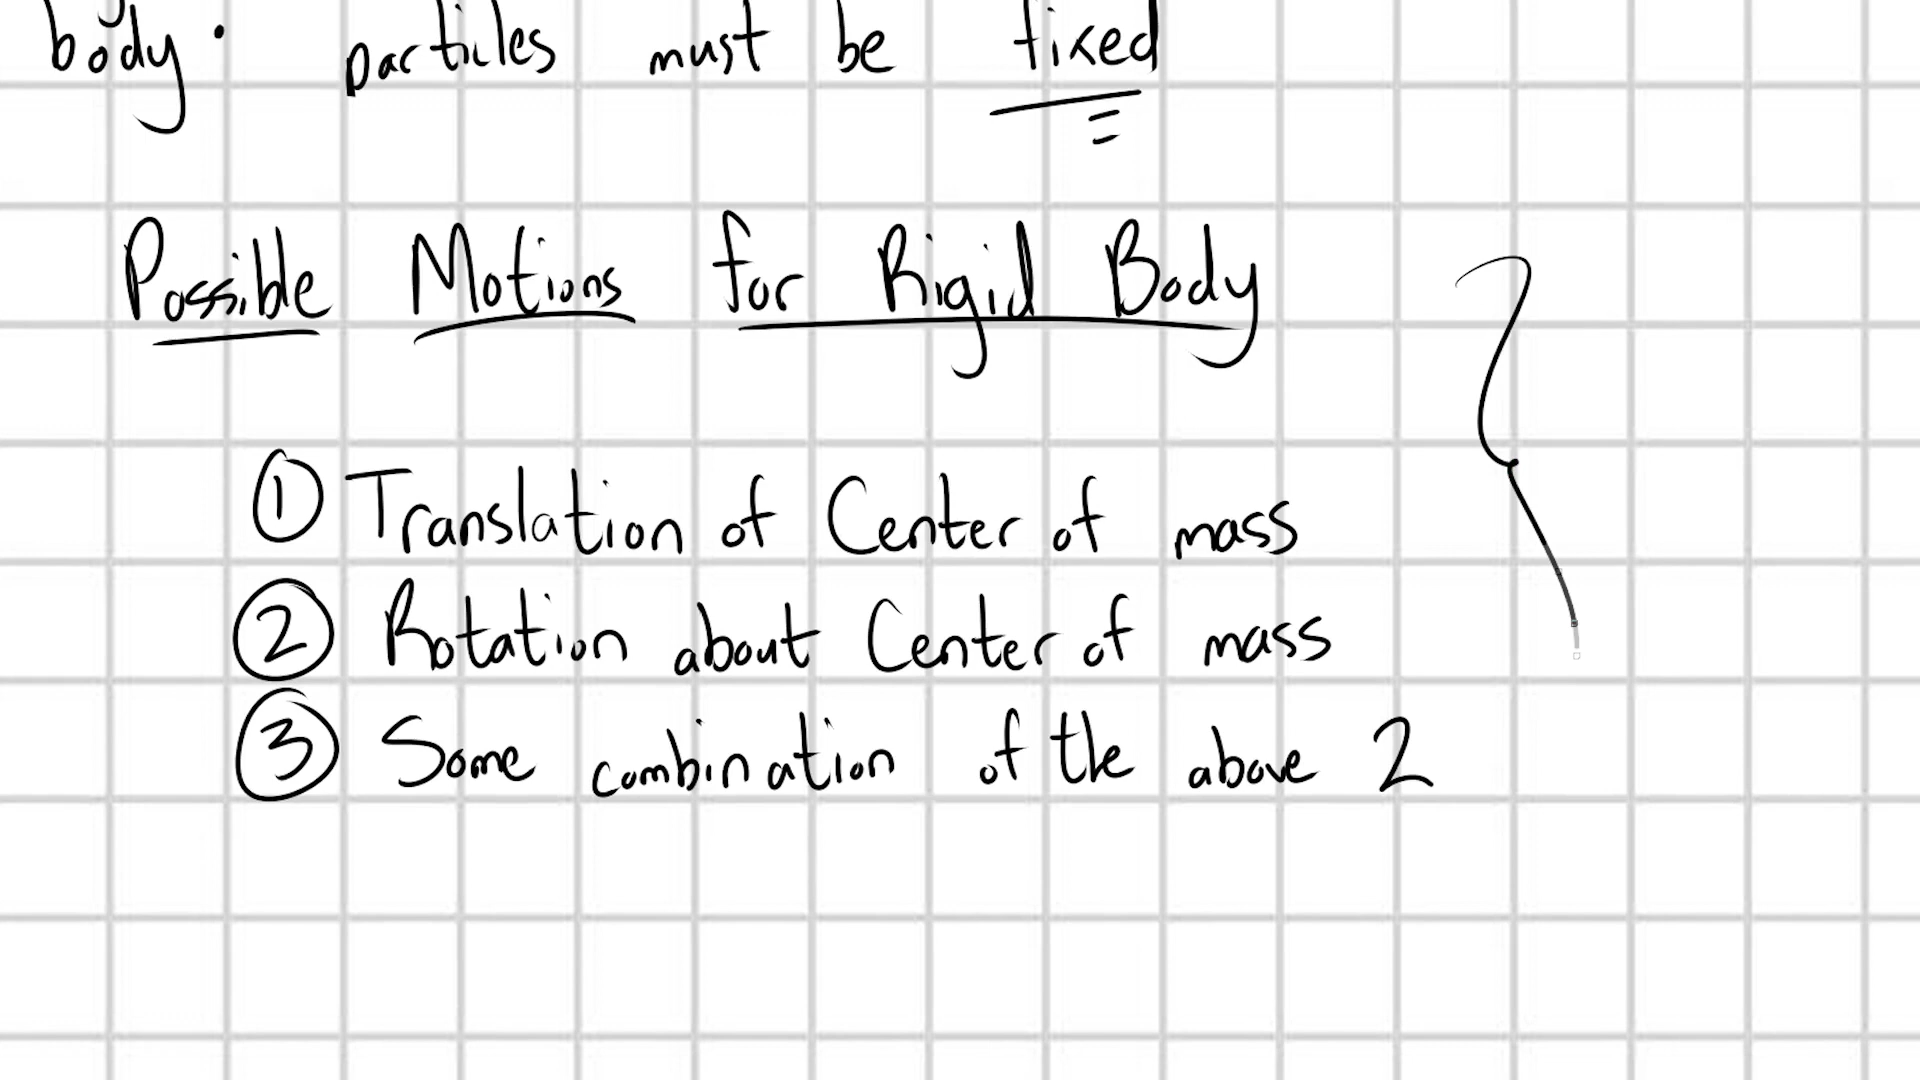 body: particles must be fixed
Possible Motions for Rigid Body
① Translation of Center of mass
② Rotation about Center of mass
③ Some combination of the above 2